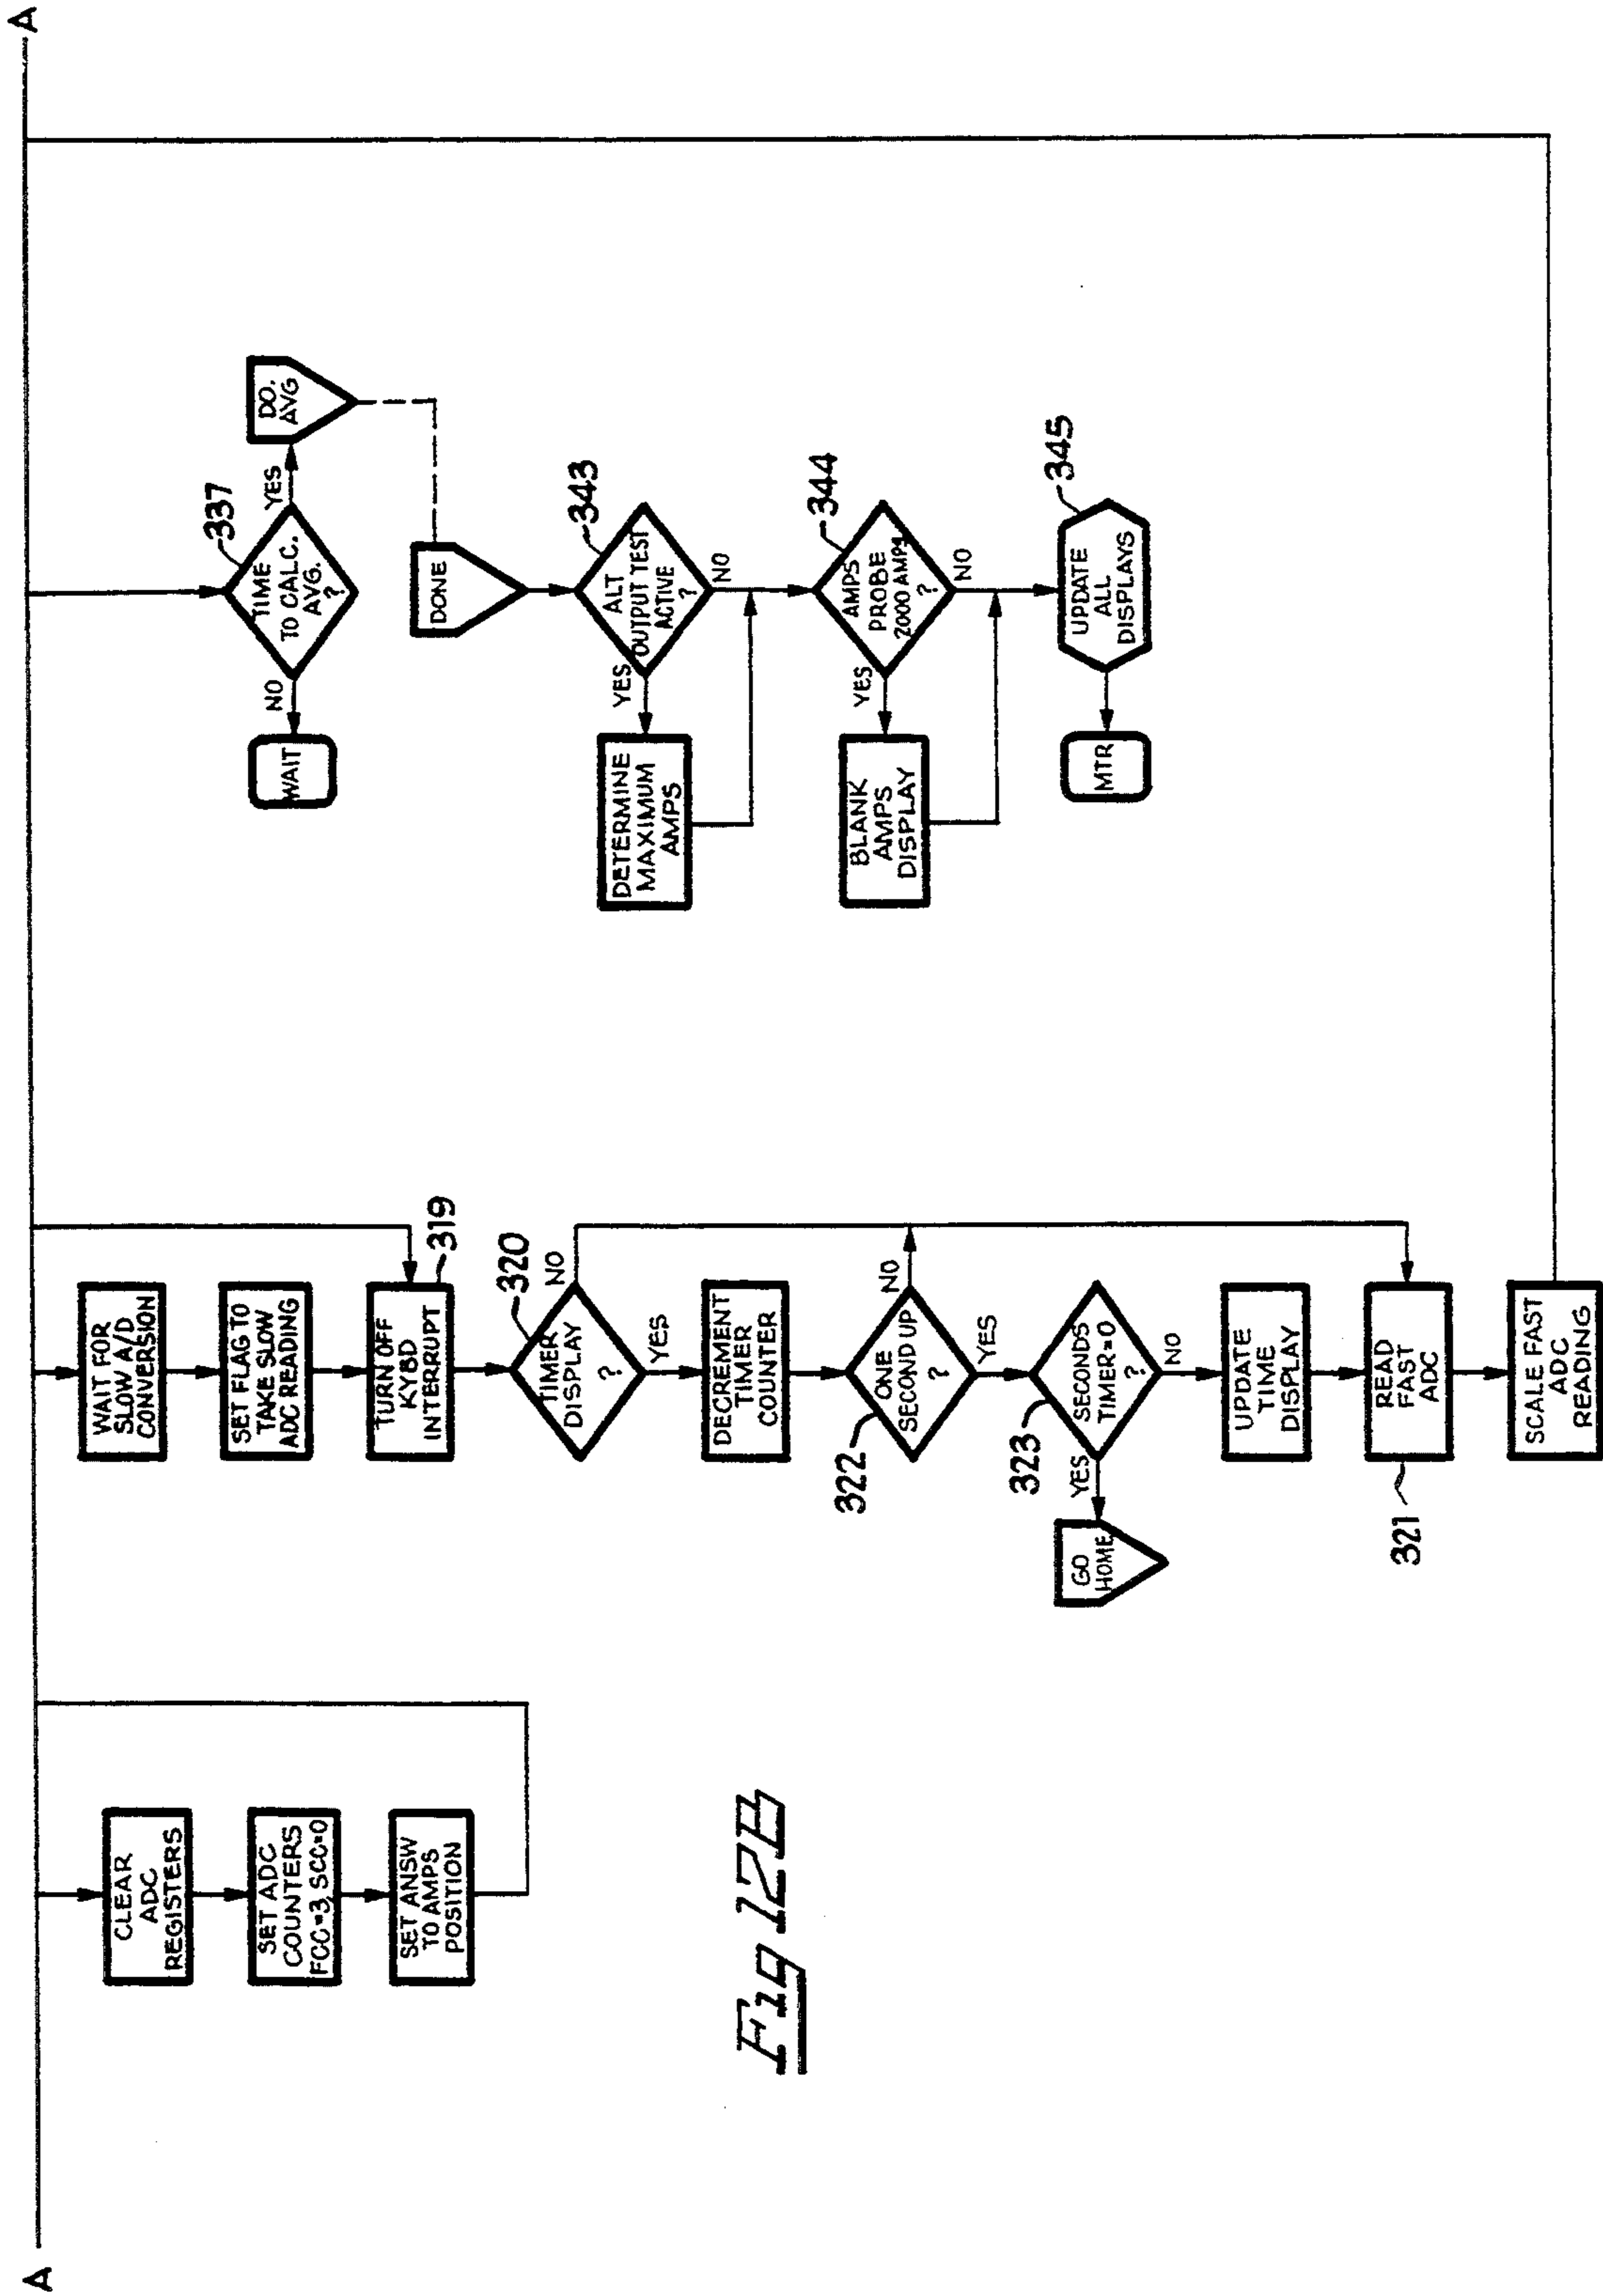 A
A
CLEAR
ADC
REGISTERS
SET ADC
COUNTERS
FCC=3, SCC=0
SET ANSW
TO AMPS
POSITION
WAIT FOR
SLOW A/D
CONVERSION
SET FLAG TO
TAKE SLOW
ADC READING
TURN OFF
KYBD
INTERRUPT
319
TIMER
DISPLAY
?
320
NO
YES
DECREMENT
TIMER
COUNTER
ONE
SECOND UP
?
322
NO
YES
SECONDS
TIMER=0
?
323
YES
NO
GO
HOME
UPDATE
TIME
DISPLAY
READ
FAST
ADC
321
SCALE FAST
ADC
READING
TIME
TO CALC.
AVG.
?
337
NO
YES
WAIT
DO.
AVG
DONE
ALT
OUTPUT TEST
ACTIVE
?
343
YES
NO
DETERMINE
MAXIMUM
AMPS
AMPS
PROBE
2000 AMPS
?
344
YES
NO
BLANK
AMPS
DISPLAY
UPDATE
ALL
DISPLAYS
345
MTR
Fig 12B